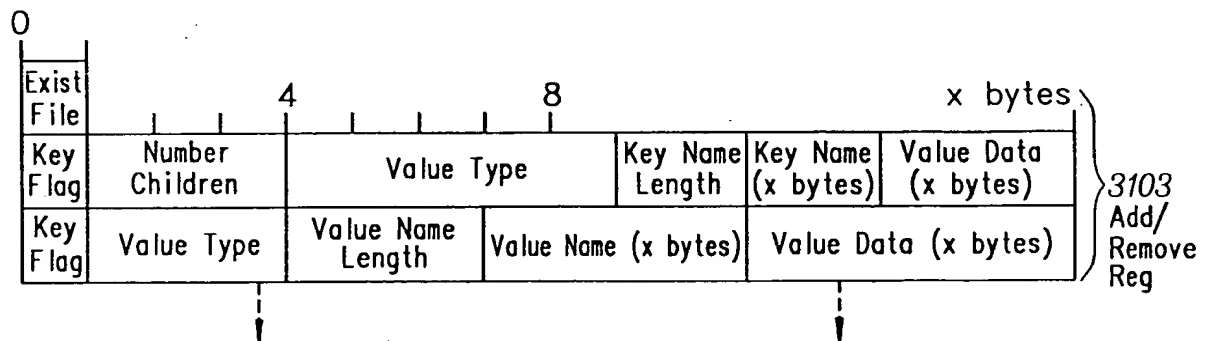 0
Exist
File
4
8
x bytes
Key
Flag
Number
Children
Value Type
Key Name
Length
Key Name
(x bytes)
Value Data
(x bytes)
Key
Flag
Value Type
Value Name
Length
Value Name (x bytes)
Value Data (x bytes)
3103
Add/
Remove
Reg